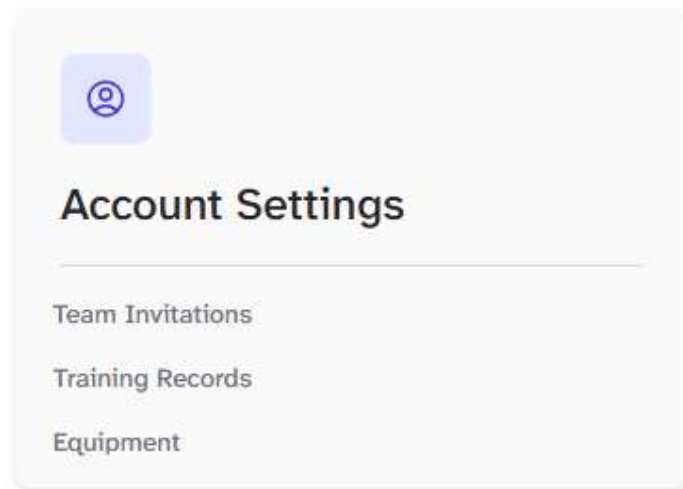 Account Settings
Team Invitations
Training Records
Equipment